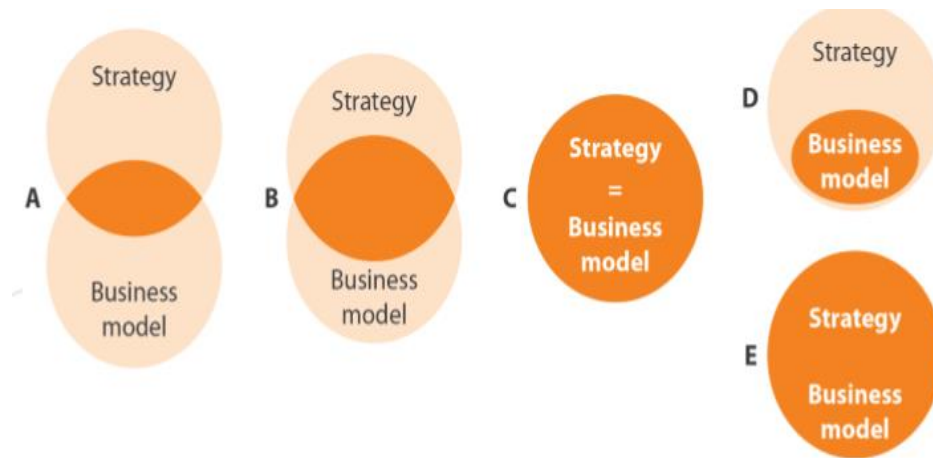 A
Strategy
Business
model
B
Strategy
Business
model
C
Strategy
=
Business
model
D
Strategy
Business
model
E
Strategy
Business
model